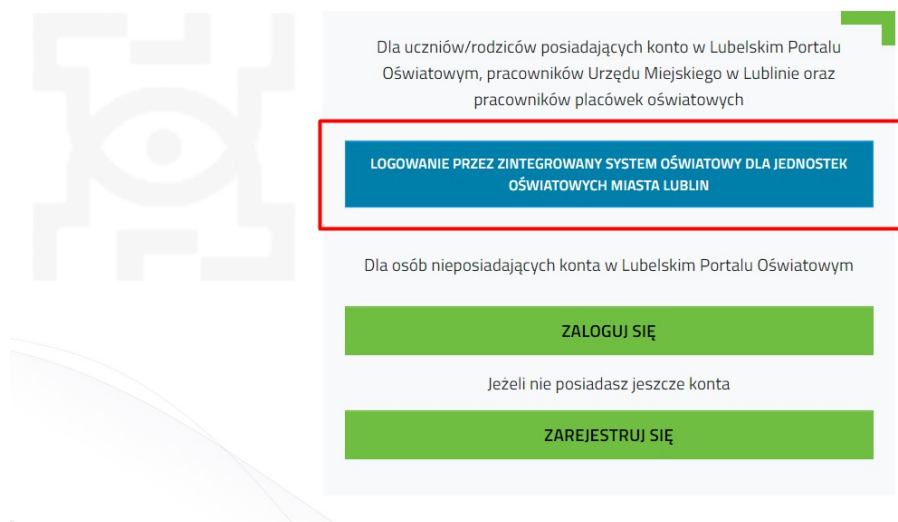 Dla uczniów/rodziców posiadających konto w Lubelskim Portalu
Oświatowym, pracowników Urzędu Miejskiego w Lublinie oraz
pracowników placówek oświatowych
LOGOWANIE PRZEZ ZINTEGROWANY SYSTEM OŚWIATOWY DLA JEDNOSTEK
OŚWIATOWYCH MIASTA LUBLIN
Dla osób nieposiadających konta w Lubelskim Portalu Oświatowym
ZALOGUJ SIĘ
Jeżeli nie posiadasz jeszcze konta
ZAREJESTRUJ SIĘ